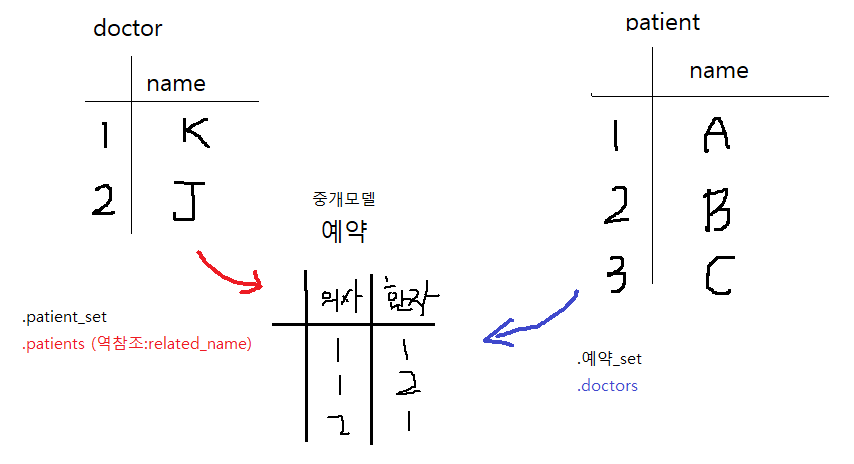 doctor
name
1 K
2 J
.patient_set
.patients (역참조:related_name)
중개모델
예약
의사 환자
1 1
1 2
2 1
patient
name
1 A
2 B
3 C
.예약_set
.doctors